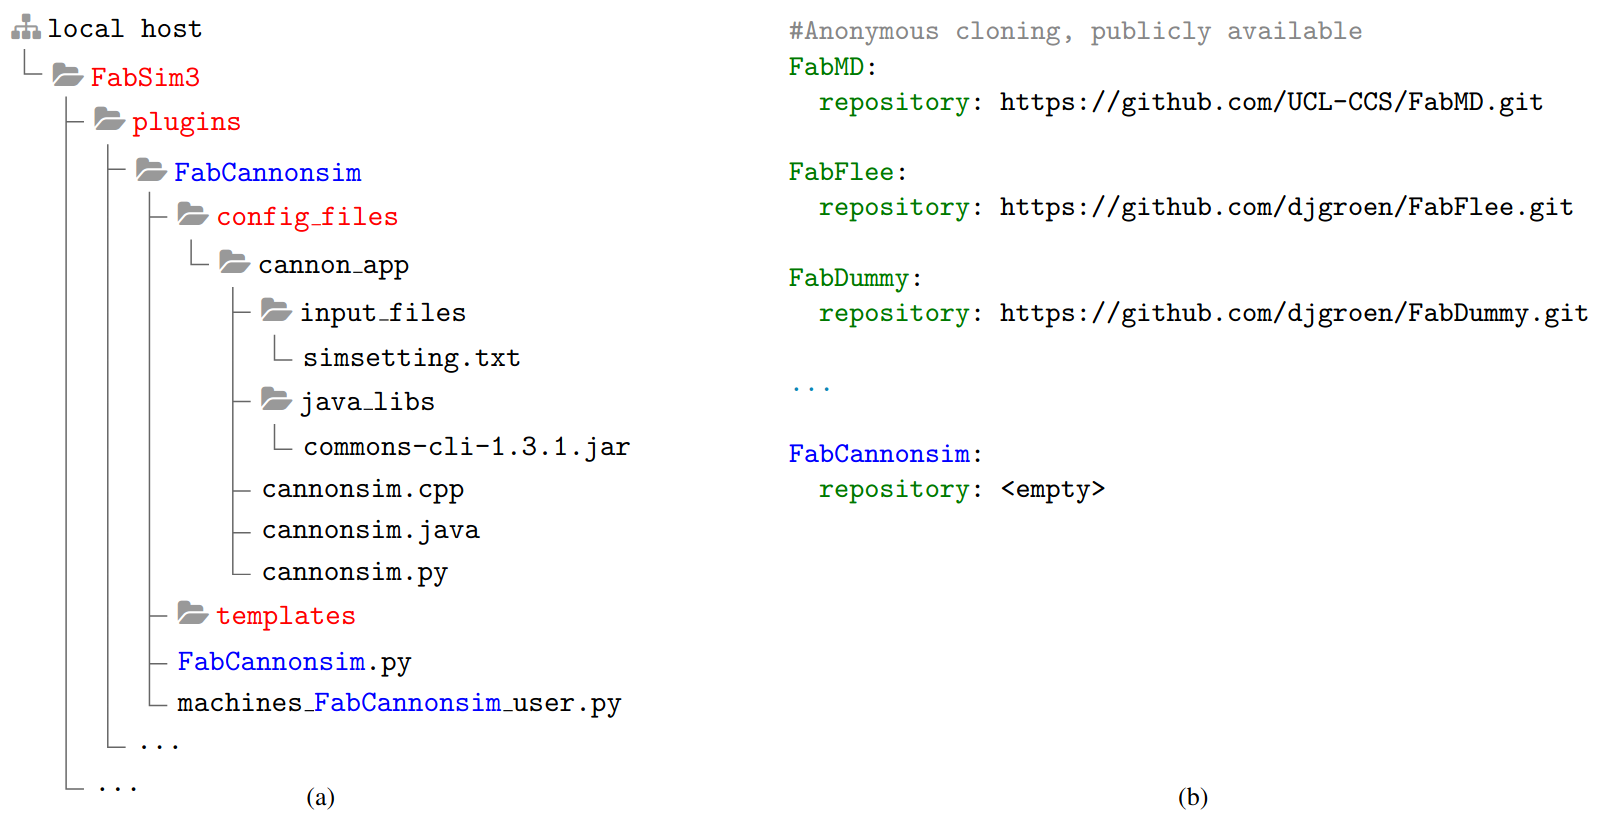 local host
FabSim3
plugins
FabCannonsim
config_files
cannon_app
input_files
simsetting.txt
java_libs
commons-cli-1.3.1.jar
cannonsim.cpp
cannonsim.java
cannonsim.py
templates
FabCannonsim.py
machines_FabCannonsim_user.py
...
...
(a)
#Anonymous cloning, publicly available
FabMD:
repository: https://github.com/UCL-CCS/FabMD.git
FabFlee:
repository: https://github.com/djgroen/FabFlee.git
FabDummy:
repository: https://github.com/djgroen/FabDummy.git
...
FabCannonsim:
repository: <empty>
(b)